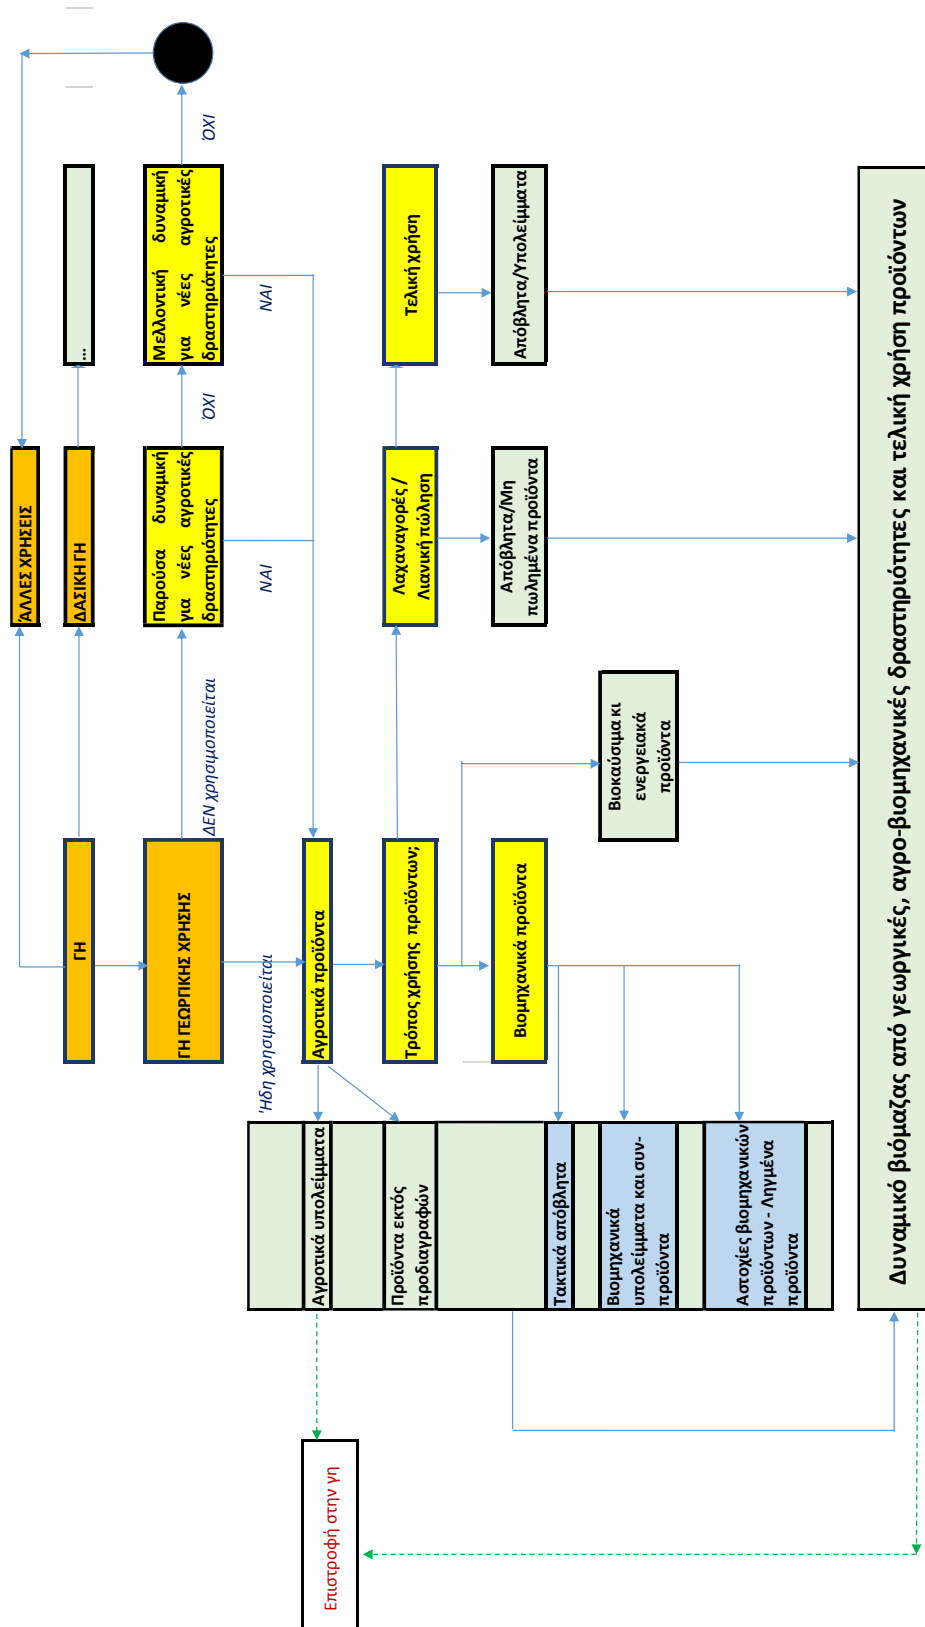 ΆΛΛΕΣ ΧΡΗΣΕΙΣ
ΓΗ
ΔΑΣΙΚΗ ΓΗ
...
ΓΗ ΓΕΩΡΓΙΚΗΣ ΧΡΗΣΗΣ
ΔΕΝ χρησιμοποιείται
Παρούσα δυναμική
για νέες αγροτικές
δραστηριότητες
ΌΧΙ
Μελλοντική δυναμική
για νέες αγροτικές
δραστηριότητες
ΌΧΙ
Ήδη χρησιμοποιείται
ΝΑΙ
ΝΑΙ
Επιστροφή στην γη
Αγροτικά υπολείμματα
Αγροτικά προϊόντα
Προϊόντα εκτός
προδιαγραφών
Τρόπος χρήσης προϊόντων;
Λαχαναγορές /
Λιανική πώληση
Τελική χρήση
Βιομηχανικά προϊόντα
Απόβλητα/Μη
πωλημένα προϊόντα
Απόβλητα/Υπολείμματα
Τακτικά απόβλητα
Βιομηχανικά
υπολείμματα και συν-
προϊόντα
Βιοκαύσιμα κι
ενεργειακά
προϊόντα
Αστοχίες βιομηχανικών
προϊόντων - Ληγμένα
προϊόντα
Δυναμικό βιόμαζας από γεωργικές, αγρο-βιομηχανικές δραστηριότητες και τελική χρήση προϊόντων